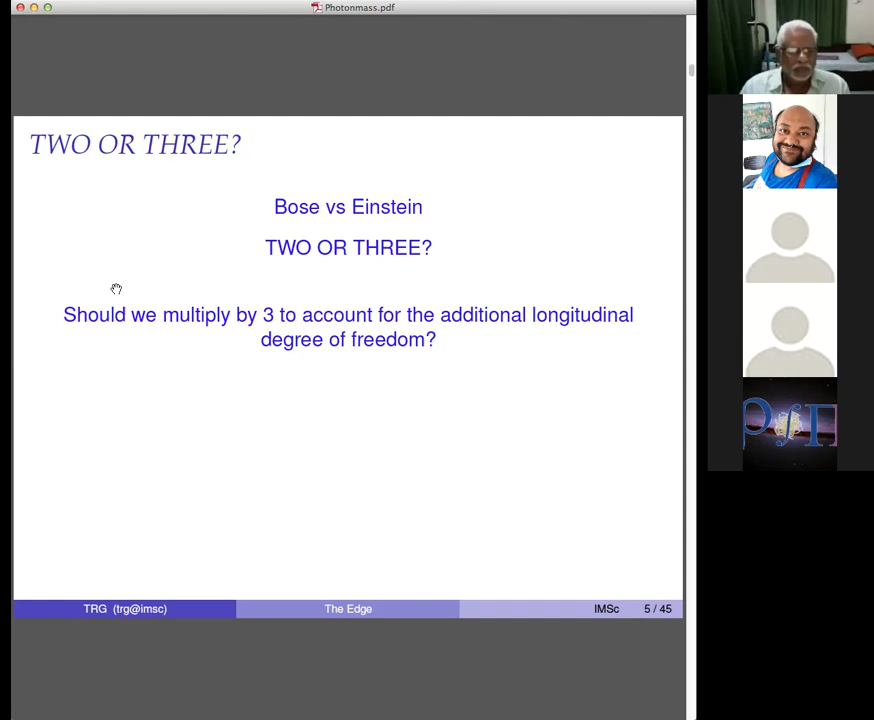 Photonmass.pdf
TWO OR THREE?
Bose vs Einstein
TWO OR THREE?
Should we multiply by 3 to account for the additional longitudinal
degree of freedom?
TRG (trg@imsc) The Edge IMSc 5 / 45